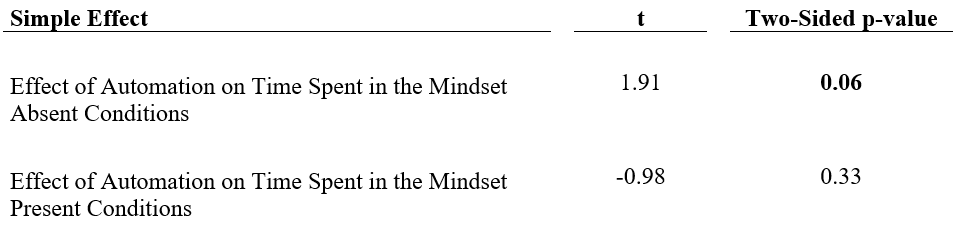 Simple Effect t Two-Sided p-value
Effect of Automation on Time Spent in the Mindset 1.91 0.06
Absent Conditions
Effect of Automation on Time Spent in the Mindset -0.98 0.33
Present Conditions